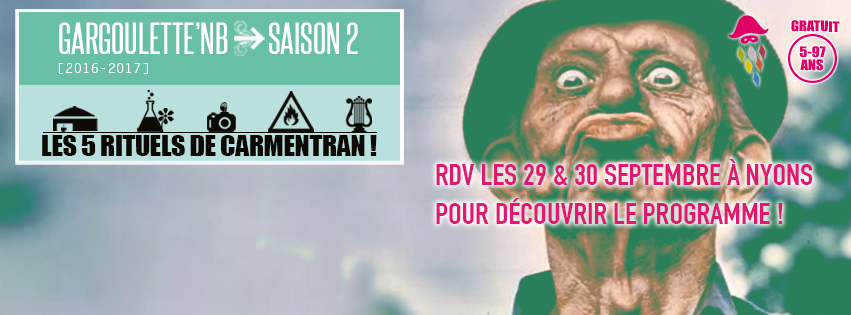 GARGOULETTE'NB → SAISON 2
[2016-2017]
LES 5 RITUELS DE CARMENTRAN !
GRATUIT
5-97
ANS
RDV LES 29 & 30 SEPTEMBRE À NYONS
POUR DÉCOUVRIR LE PROGRAMME !